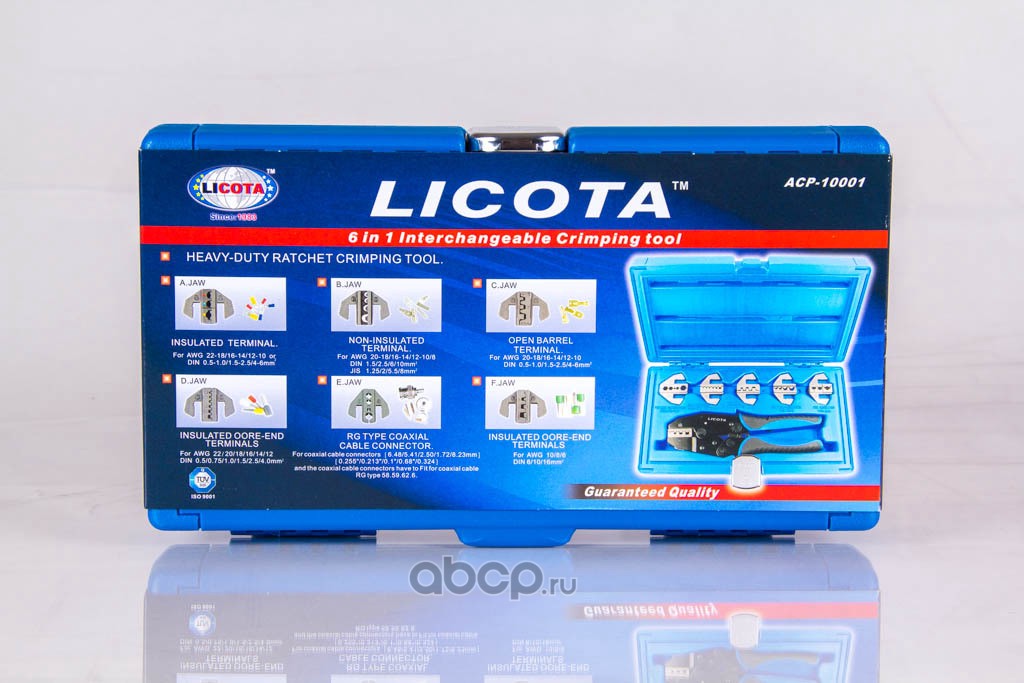 LICOTA TM
Since 1986
LICOTA™
ACP-10001
6 in 1 Interchangeable Crimping tool
HEAVY-DUTY RATCHET CRIMPING TOOL.
A.JAW
INSULATED TERMINAL.
For AWG 22-18/16-14/12-10 or
DIN 0.5-1.0/1.5-2.5/4-6mm²
B.JAW
NON-INSULATED
TERMINAL.
For AWG 20-18/16-14/12-10/8
DIN 1.5/2.5/6/10mm²
JIS 1.25/2/5.5/8mm²
C.JAW
OPEN BARREL
TERMINAL.
For AWG 20-18/16-14/12-10
DIN 0.5-1.0/1.5-2.5/4-6mm²
D.JAW
INSULATED OORE-END
TERMINALS
For AWG 22/20/18/16/14/12
DIN 0.5/0.75/1.0/1.5/2.5/4.0mm²
E.JAW
RG TYPE COAXIAL
CABLE CONNECTOR.
For coaxial cable connectors [6.48/5.41/2.50/1.72/8.23mm]
[0.255*/0.213*/0.1*/0.68*/0.324]
and the coaxial cable connectors have to Fit for coaxial cable
RG type 58.59.62.6.
F.JAW
INSULATED OORE-END
TERMINALS
For AWG 10/8/6
DIN 6/10/16mm²
TÜV
ISO 9001
LICOTA
Guaranteed Quality
abcp.ru